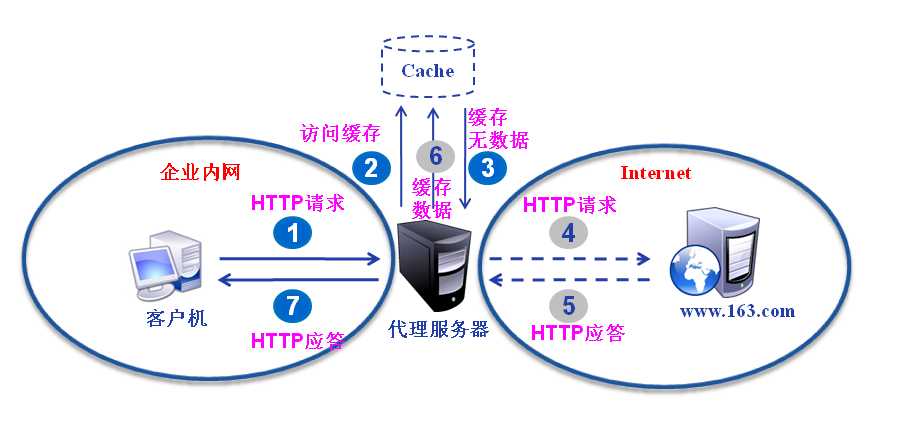 Cache
访问缓存
缓存
无数据
2
6
3
缓存
数据
企业内网
HTTP请求
1
客户机
7
HTTP应答
代理服务器
Internet
HTTP请求
4
5
HTTP应答
www.163.com